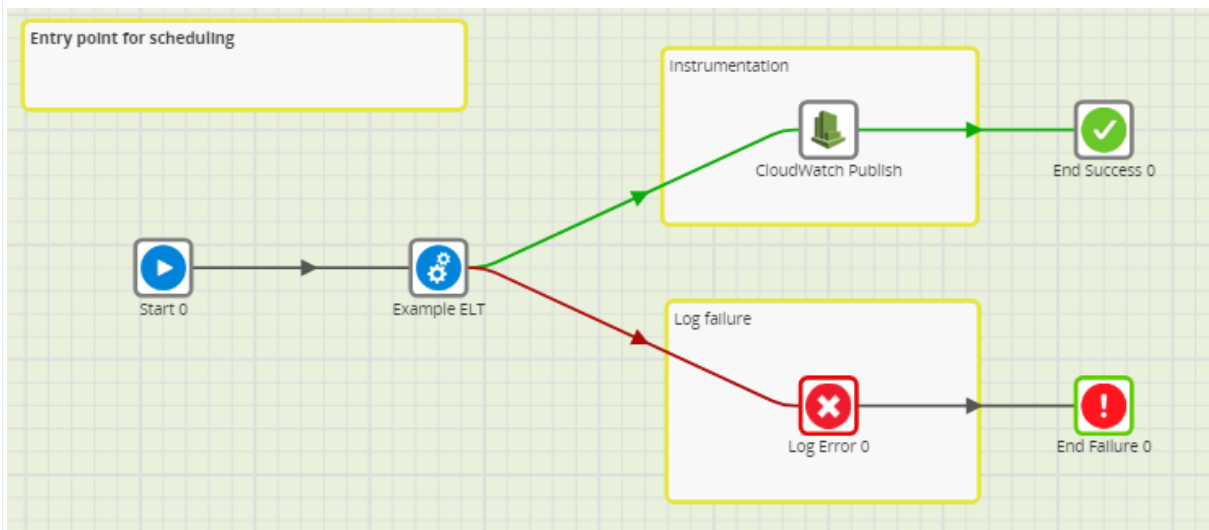 Entry point for scheduling
Instrumentation
CloudWatch Publish
End Success 0
Start 0
Example ELT
Log failure
Log Error 0
End Failure 0